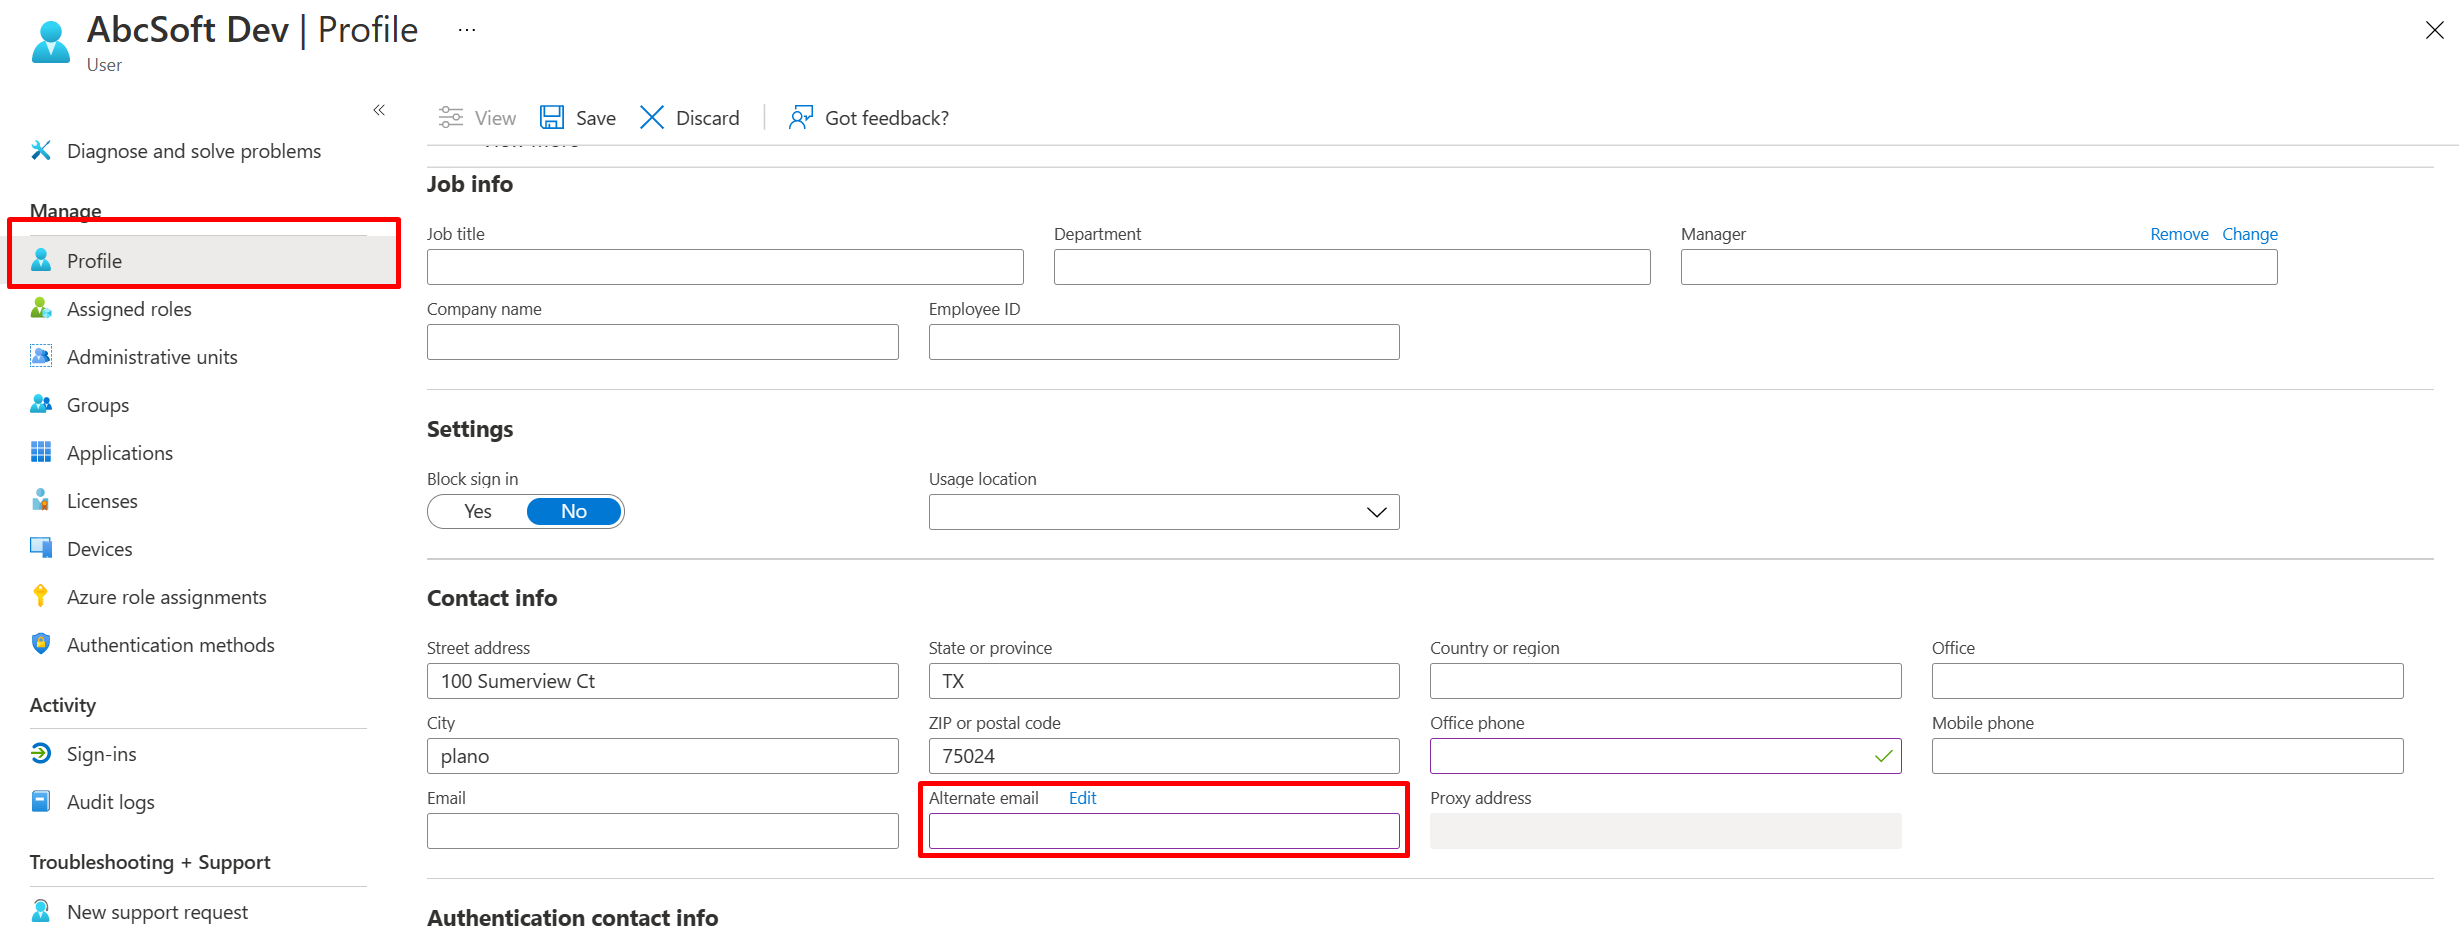 AbcSoft Dev | Profile ...
User
«
View Save Discard Got feedback?
Diagnose and solve problems
Manage
Profile
Assigned roles
Administrative units
Groups
Applications
Licenses
Devices
Azure role assignments
Authentication methods
Activity
Sign-ins
Audit logs
Troubleshooting + Support
New support request
Job info
Job title Department Manager Remove Change
Company name Employee ID
Settings
Block sign in Usage location
Yes No
Contact info
Street address State or province Country or region Office
100 Sumerview Ct TX
City ZIP or postal code Office phone Mobile phone
plano 75024
Email Alternate email Edit Proxy address
Authentication contact info